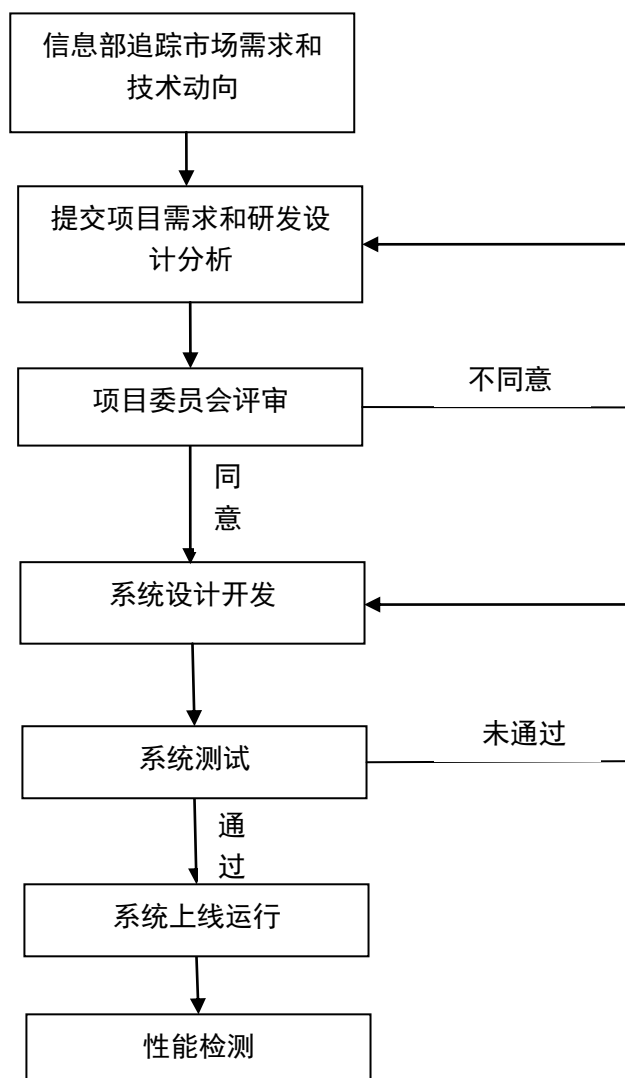 信息部追踪市场需求和
技术动向
提交项目需求和研发设
计分析
项目委员会评审
不同意
同
意
系统设计开发
系统测试
未通过
通
过
系统上线运行
性能检测